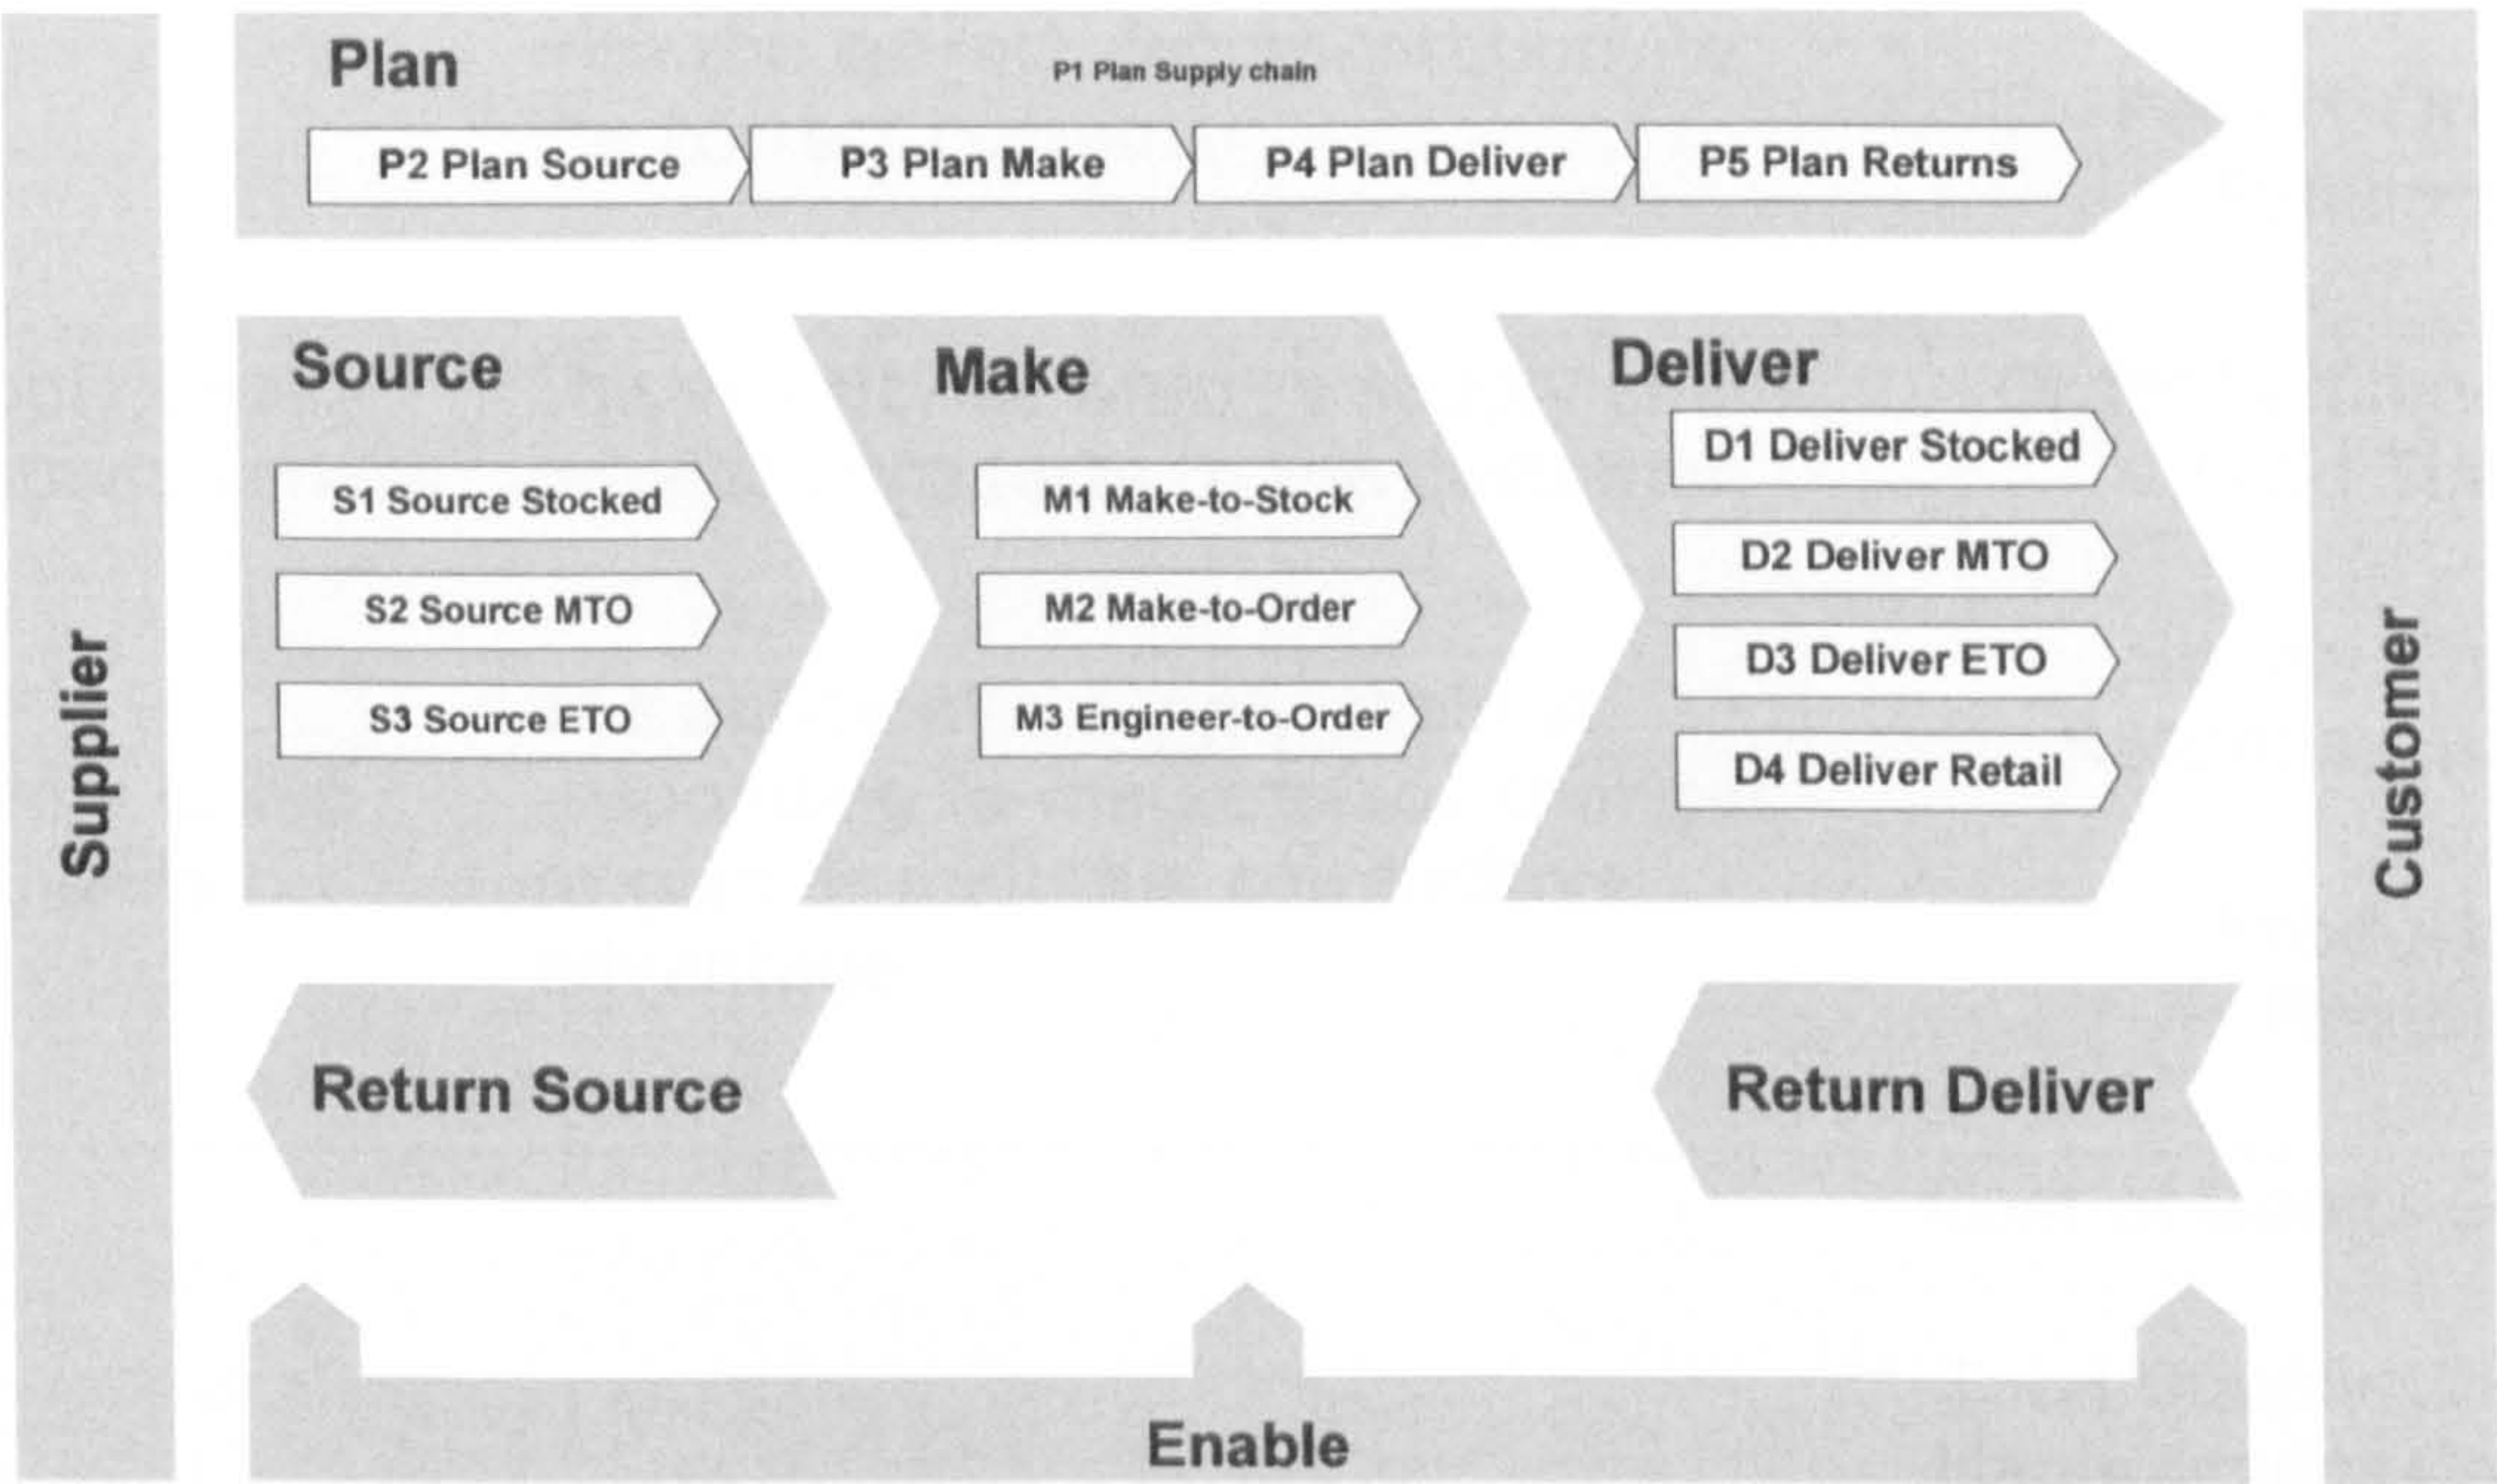 Plan
P1 Plan Supply chain
P2 Plan Source
P3 Plan Make
P4 Plan Deliver
P5 Plan Returns
Source
S1 Source Stocked
S2 Source MTO
S3 Source ETO
Make
M1 Make-to-Stock
M2 Make-to-Order
M3 Engineer-to-Order
Deliver
D1 Deliver Stocked
D2 Deliver MTO
D3 Deliver ETO
D4 Deliver Retail
Supplier
Customer
Return Source
Return Deliver
Enable